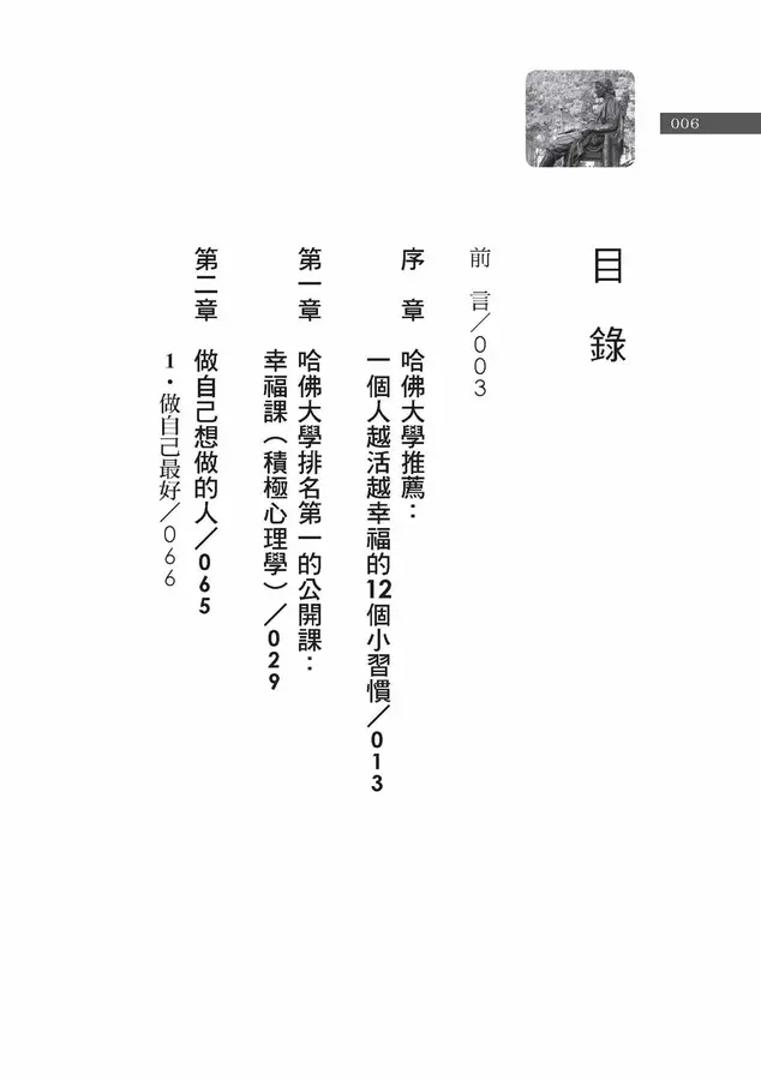 006
目錄
前 言／003
序 章 哈佛大學推薦：
一個人越活越幸福的12個小習慣／013
第一章 哈佛大學排名第一的公開課：
幸福課（積極心理學）／029
第二章 做自己想做的人／065
1・做自己最好／066